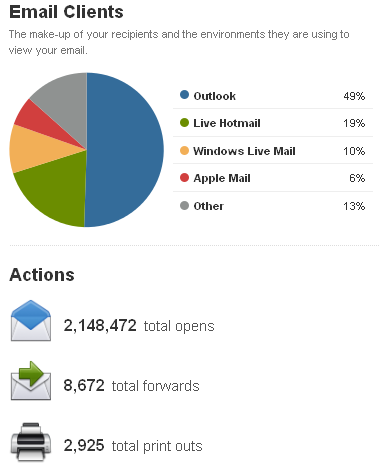 Email Clients
The make-up of your recipients and the environments they are using to
view your email.
Outlook 49%
Live Hotmail 19%
Windows Live Mail 10%
Apple Mail 6%
Other 13%
Actions
2,148,472 total opens
8,672 total forwards
2,925 total print outs